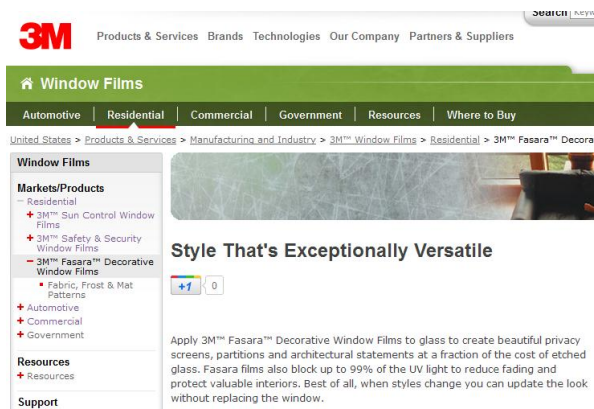 Search
3M
Products & Services Brands Technologies Our Company Partners & Suppliers
Window Films
Automotive Residential Commercial Government Resources Where to Buy
United States > Products & Services > Manufacturing and Industry > 3M™ Window Films > Residential > 3M™ Fasara™ Decora
Window Films
Markets/Products
Residential
3M™ Sun Control Window
Films
3M™ Safety & Security
Window Films
3M™ Fasara™ Decorative
Window Films
Fabric, Frost & Mat
Patterns
Automotive
Commercial
Government
Resources
Resources
Support
Style That's Exceptionally Versatile
+1 0
Apply 3M™ Fasara™ Decorative Window Films to glass to create beautiful privacy
screens, partitions and architectural statements at a fraction of the cost of etched
glass. Fasara films also block up to 99% of the UV light to reduce fading and
protect valuable interiors. Best of all, when styles change you can update the look
without replacing the window.